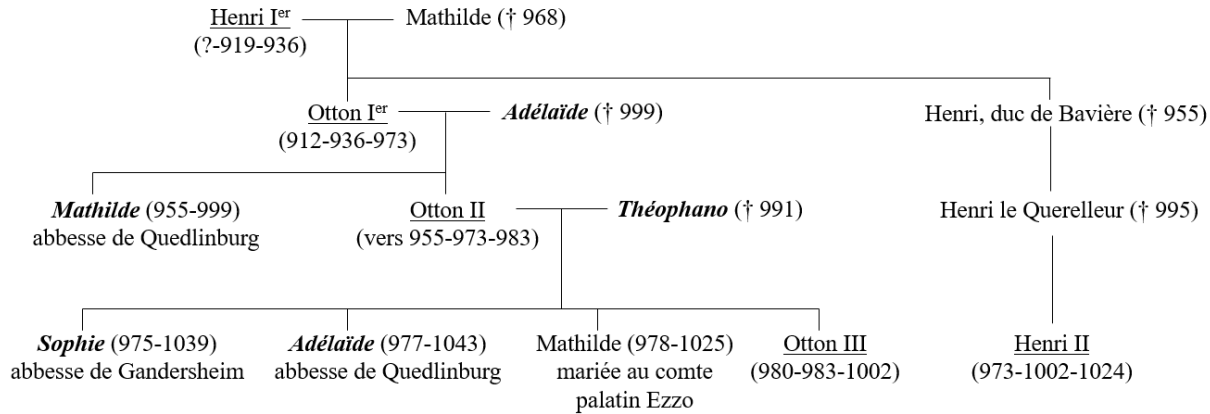 Henri Ier
(?-919-936)
Mathilde († 968)
Otton Ier
(912-936-973)
Adélaïde († 999)
Henri, duc de Bavière († 955)
Mathilde (955-999)
abbesse de Quedlinburg
Otton II
(vers 955-973-983)
Théophano († 991)
Henri le Querelleur († 995)
Sophie (975-1039)
abbesse de Gandersheim
Adélaïde (977-1043)
abbesse de Quedlinburg
Mathilde (978-1025)
mariée au comte
palatin Ezzo
Otton III
(980-983-1002)
Henri II
(973-1002-1024)